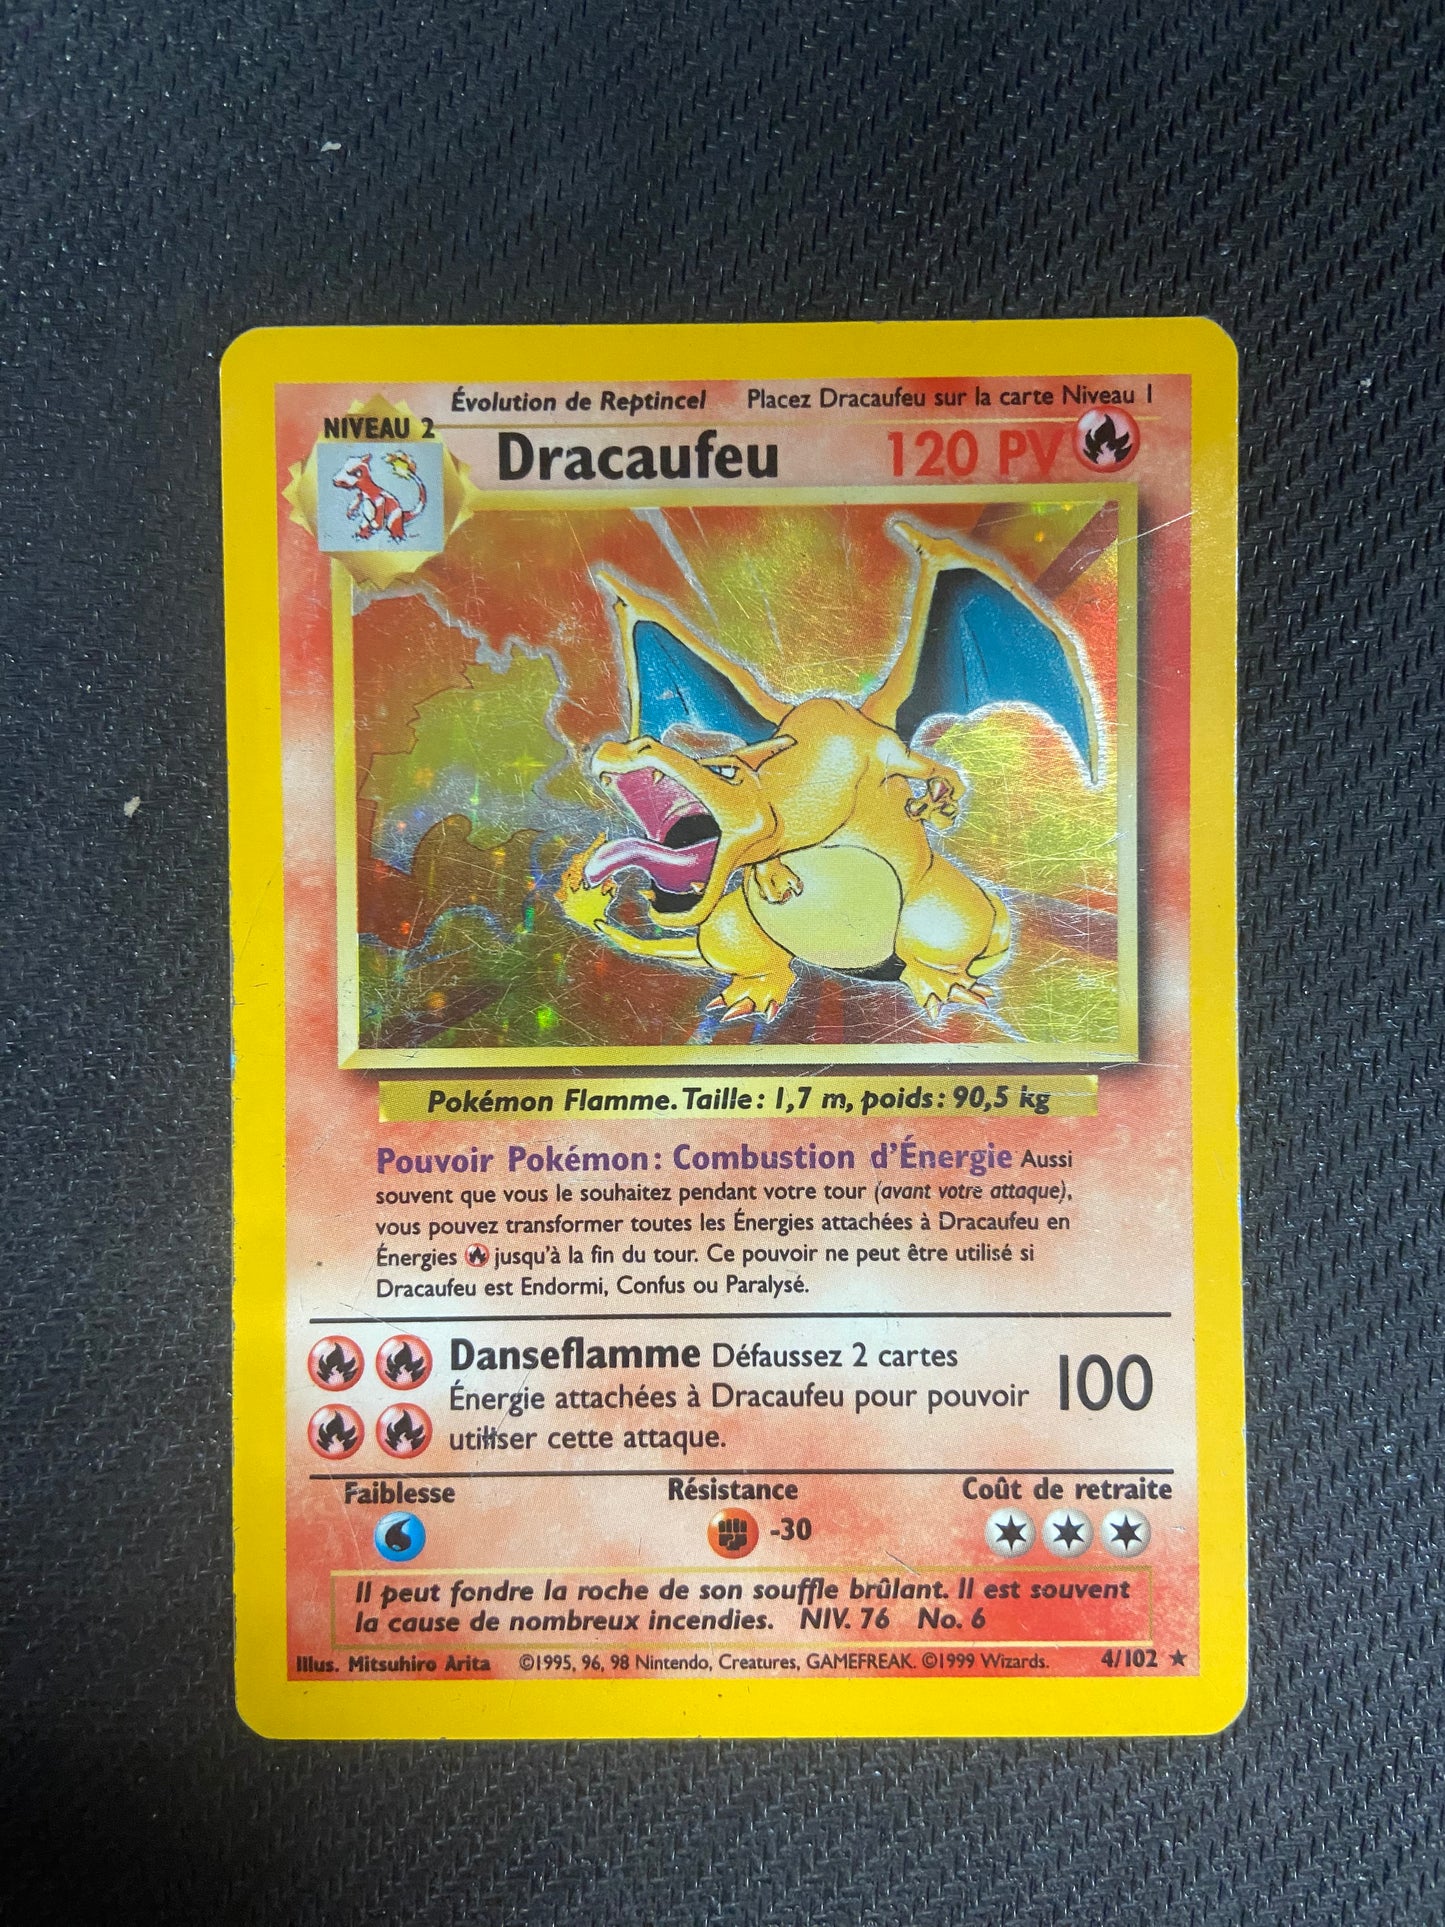 Évolution de Reptincel Placez Dracaufeu sur la carte Niveau 1
NIVEAU 2
Dracaufeu 120 PV
Pokémon Flamme. Taille : 1,7 m, poids : 90,5 kg
Pouvoir Pokémon : Combustion d'Énergie Aussi
souvent que vous le souhaitez pendant votre tour (avant votre attaque),
vous pouvez transformer toutes les Énergies attachées à Dracaufeu en
Énergies jusqu'à la fin du tour. Ce pouvoir ne peut être utilisé si
Dracaufeu est Endormi, Confus ou Paralysé.
Danseflamme Défaussez 2 cartes
Énergie attachées à Dracaufeu pour pouvoir 100
utiliser cette attaque.
Faiblesse Résistance Coût de retraite
-30
Il peut fondre la roche de son souffle brûlant. Il est souvent
la cause de nombreux incendies. NIV. 76 No. 6
Illus. Mitsuhiro Arita ©1995, 96, 98 Nintendo, Creatures, GAMEFREAK. ©1999 Wizards. 4/102 ★